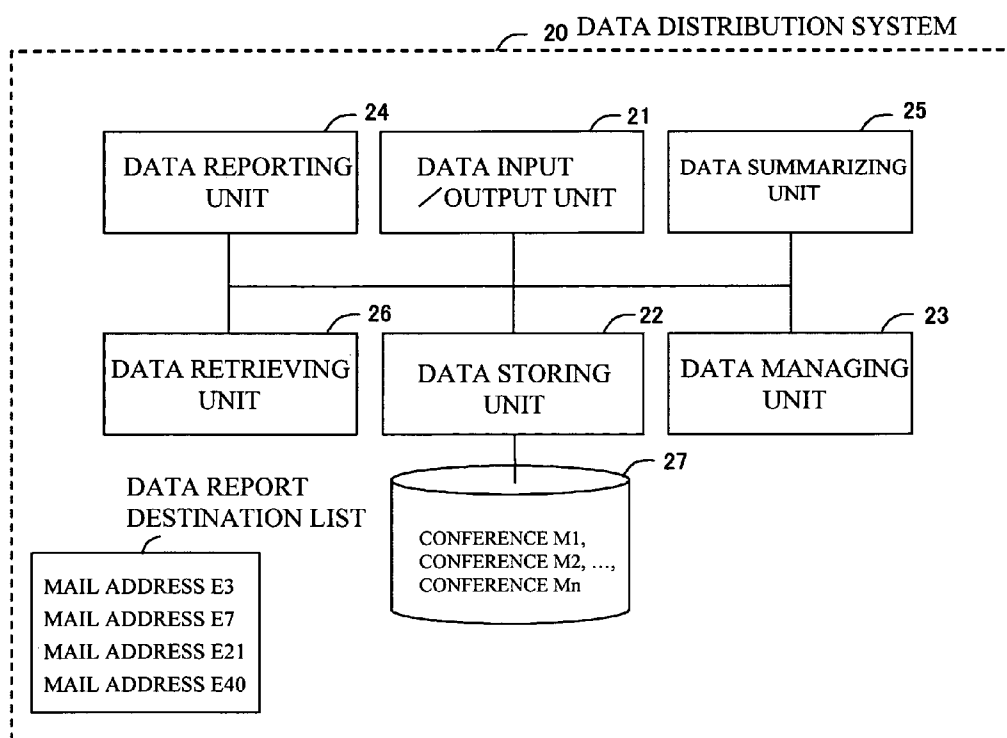 20 DATA DISTRIBUTION SYSTEM
24
DATA REPORTING
UNIT
21
DATA INPUT
／OUTPUT UNIT
25
DATA SUMMARIZING
UNIT
26
DATA RETRIEVING
UNIT
22
DATA STORING
UNIT
23
DATA MANAGING
UNIT
27
CONFERENCE M1,
CONFERENCE M2, ...,
CONFERENCE Mn
DATA REPORT
DESTINATION LIST
MAIL ADDRESS E3
MAIL ADDRESS E7
MAIL ADDRESS E21
MAIL ADDRESS E40